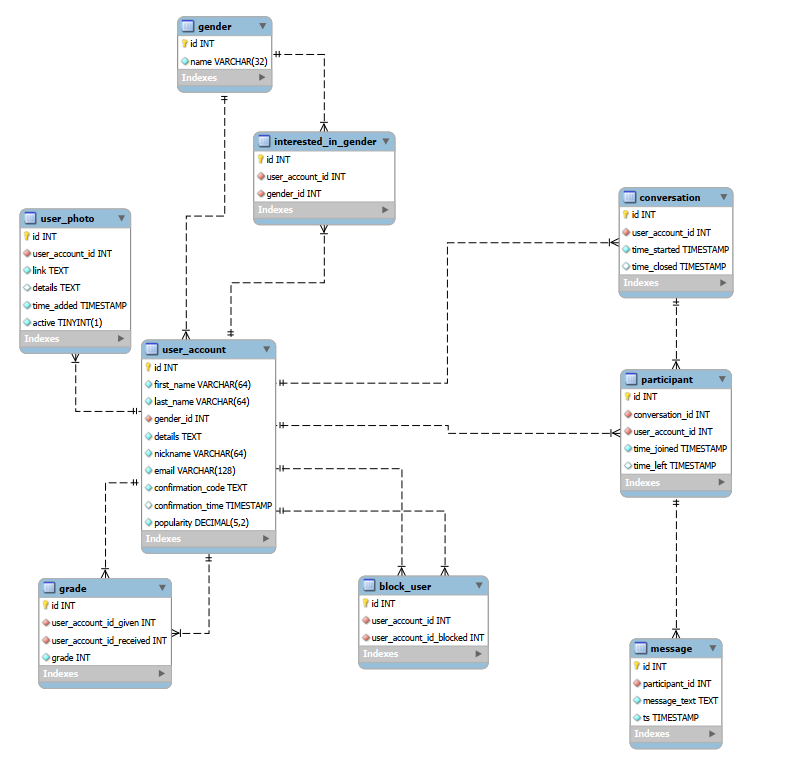 gender
id INT
name VARCHAR(32)
Indexes
interested_in_gender
id INT
user_account_id INT
gender_id INT
Indexes
user_photo
id INT
user_account_id INT
link TEXT
details TEXT
time_added TIMESTAMP
active TINYINT(1)
Indexes
conversation
id INT
user_account_id INT
time_started TIMESTAMP
time_closed TIMESTAMP
Indexes
user_account
id INT
first_name VARCHAR(64)
last_name VARCHAR(64)
gender_id INT
details TEXT
nickname VARCHAR(64)
email VARCHAR(128)
confirmation_code TEXT
confirmation_time TIMESTAMP
popularity DECIMAL(5,2)
Indexes
participant
id INT
conversation_id INT
user_account_id INT
time_joined TIMESTAMP
time_left TIMESTAMP
Indexes
grade
id INT
user_account_id_given INT
user_account_id_received INT
grade INT
Indexes
block_user
id INT
user_account_id INT
user_account_id_blocked INT
Indexes
message
id INT
participant_id INT
message_text TEXT
ts TIMESTAMP
Indexes